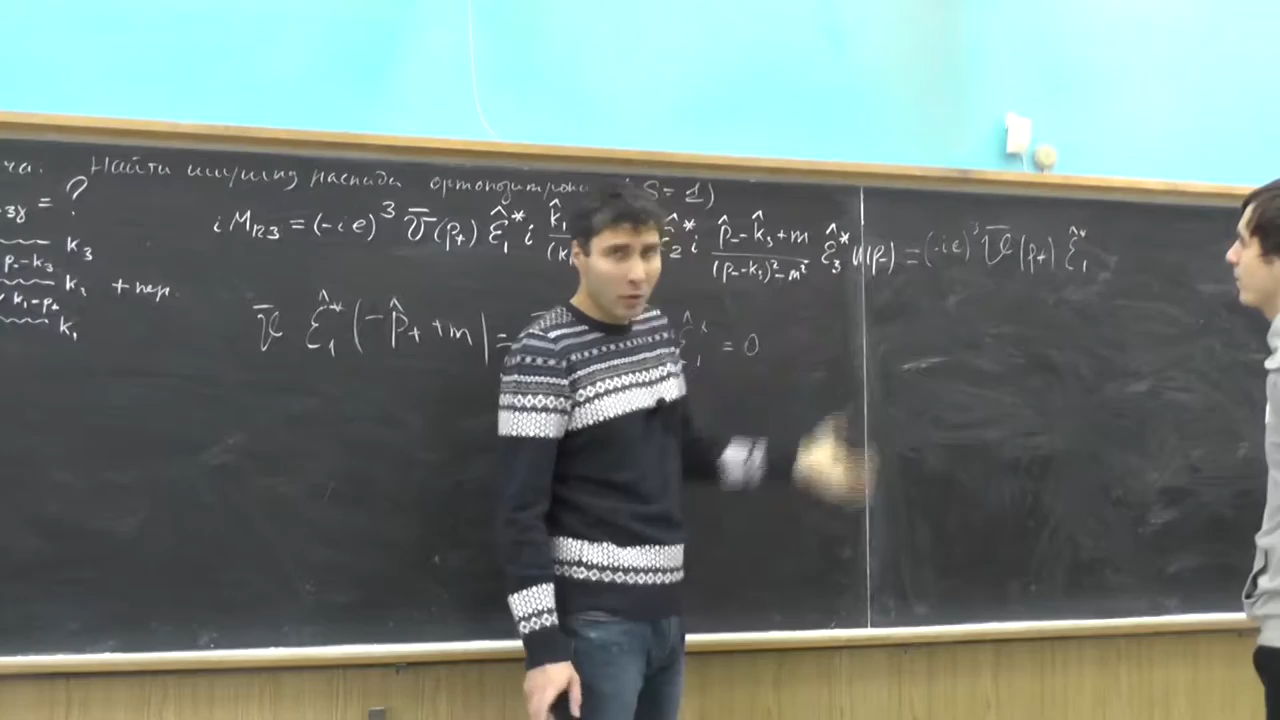 ча. Найти ширину распада ортопозитрония (S=1)
3γ = ?
k₃
p₋-k₃
k₂ + пер.
k₁-p₊
k₁
iM₁₂₃ = (-ie)³ v̄(p₊) ε̂₁* i k̂₁ ε̂₂* i (p̂₋-k̂₃+m)/((p₋-k₃)²-m²) ε̂₃* u(p₋) = (-ie)³ v̄(p₊) ε̂₁*
v̄ ε̂₁* (-p̂₊+m) = ε̂₁* = 0